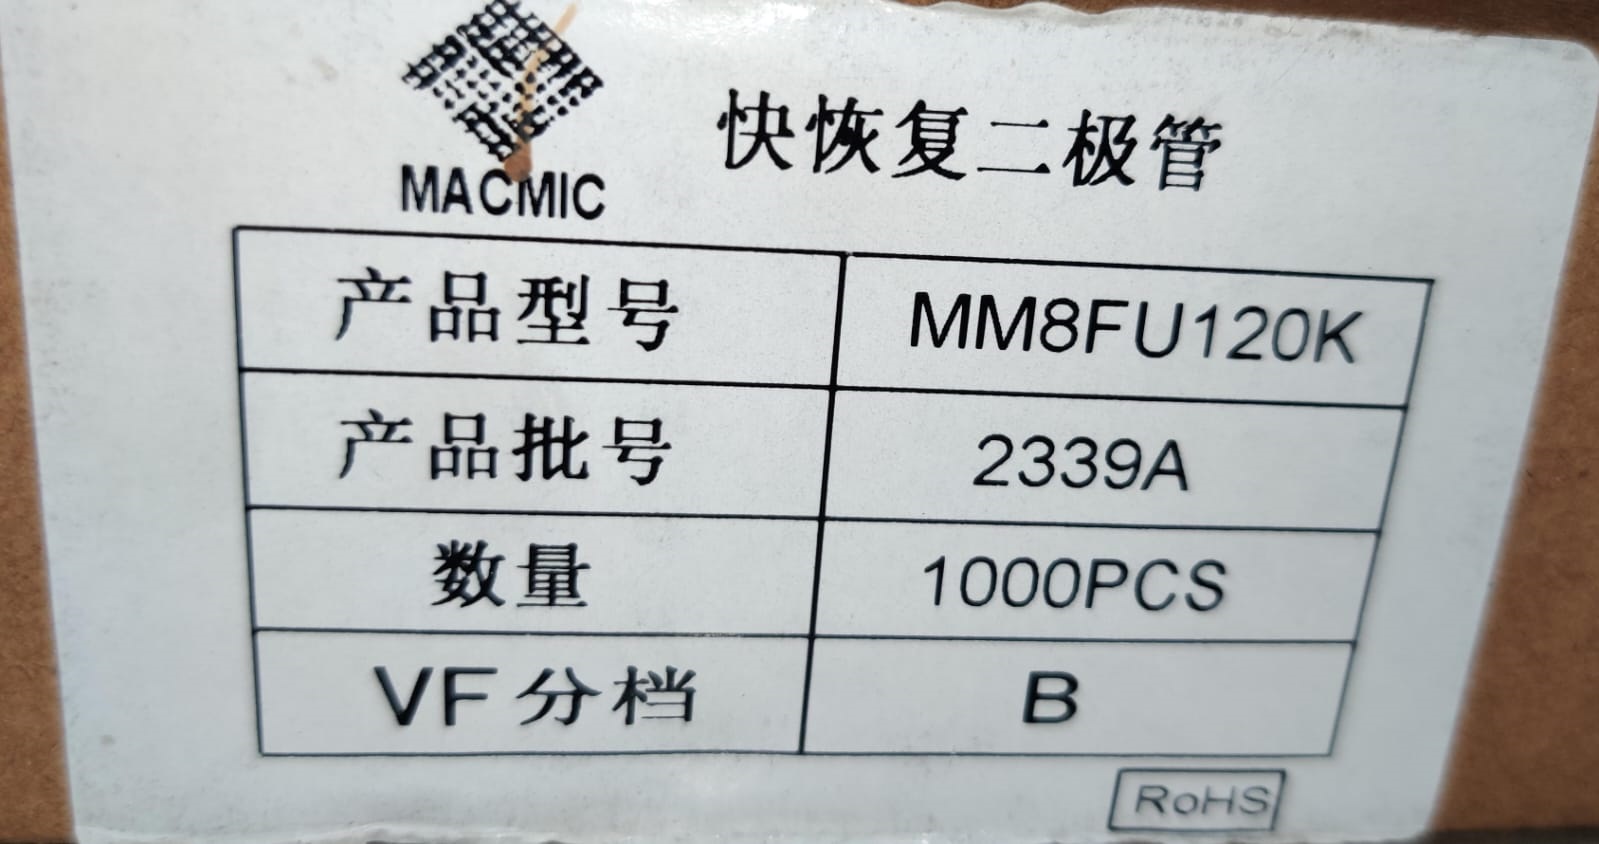 MACMIC
快恢复二极管
产品型号 MM8FU120K
产品批号 2339A
数量 1000PCS
VF分档 B
RoHS